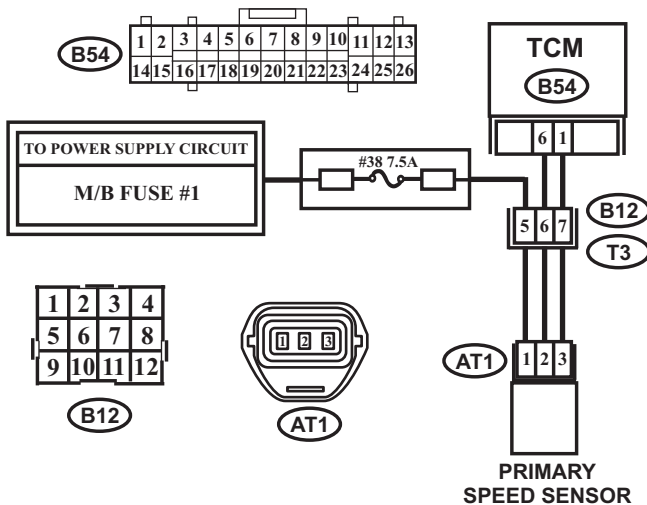 B54
1 2 3 4 5 6 7 8 9 10 11 12 13
14 15 16 17 18 19 20 21 22 23 24 25 26
TCM
B54
6 1
TO POWER SUPPLY CIRCUIT
M/B FUSE #1
#38 7.5A
5 6 7
B12
T3
1 2 3 4
5 6 7 8
9 10 11 12
B12
1 2 3
AT1
AT1
1 2 3
PRIMARY
SPEED SENSOR